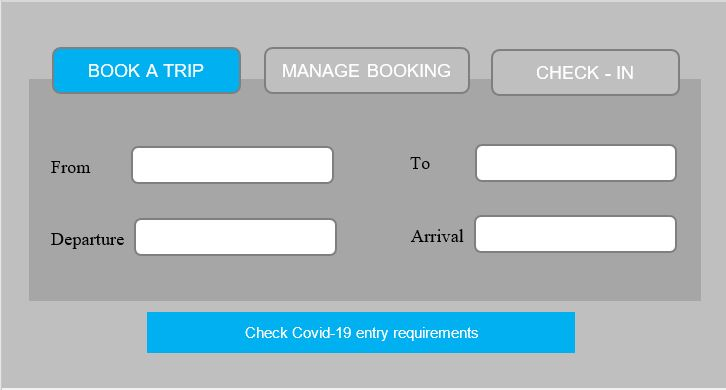 BOOK A TRIP
MANAGE BOOKING
CHECK - IN
From
To
Departure
Arrival
Check Covid-19 entry requirements